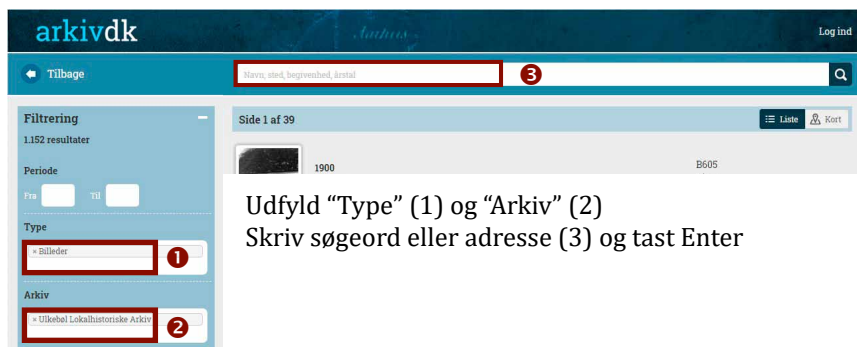 arkivdk
Aarhus
Log ind
Tilbage
Navn, sted, begivenhed, årstal
3
Filtrering
1.152 resultater
Side 1 af 39
Liste
Kort
1900
B605
Periode
Fra
Til
Udfyld “Type” (1) og “Arkiv” (2)
Skriv søgeord eller adresse (3) og tast Enter
Type
× Billeder
1
Arkiv
× Ulkebøl Lokalhistoriske Arkiv
2